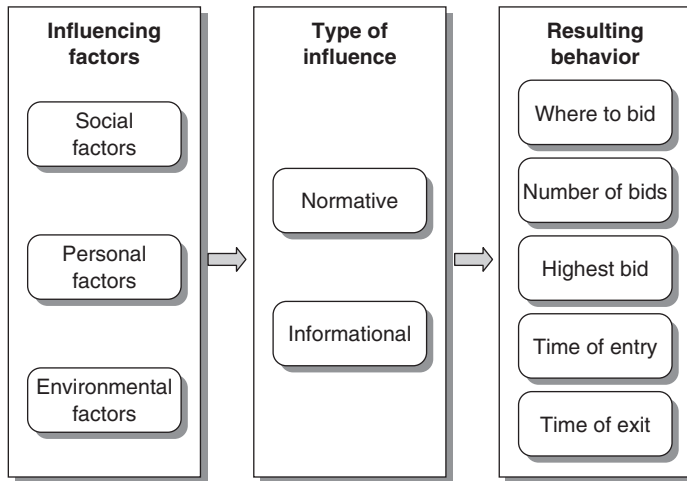 Influencing
factors
Social
factors
Personal
factors
Environmental
factors
Type of
influence
Normative
Informational
Resulting
behavior
Where to bid
Number of bids
Highest bid
Time of entry
Time of exit